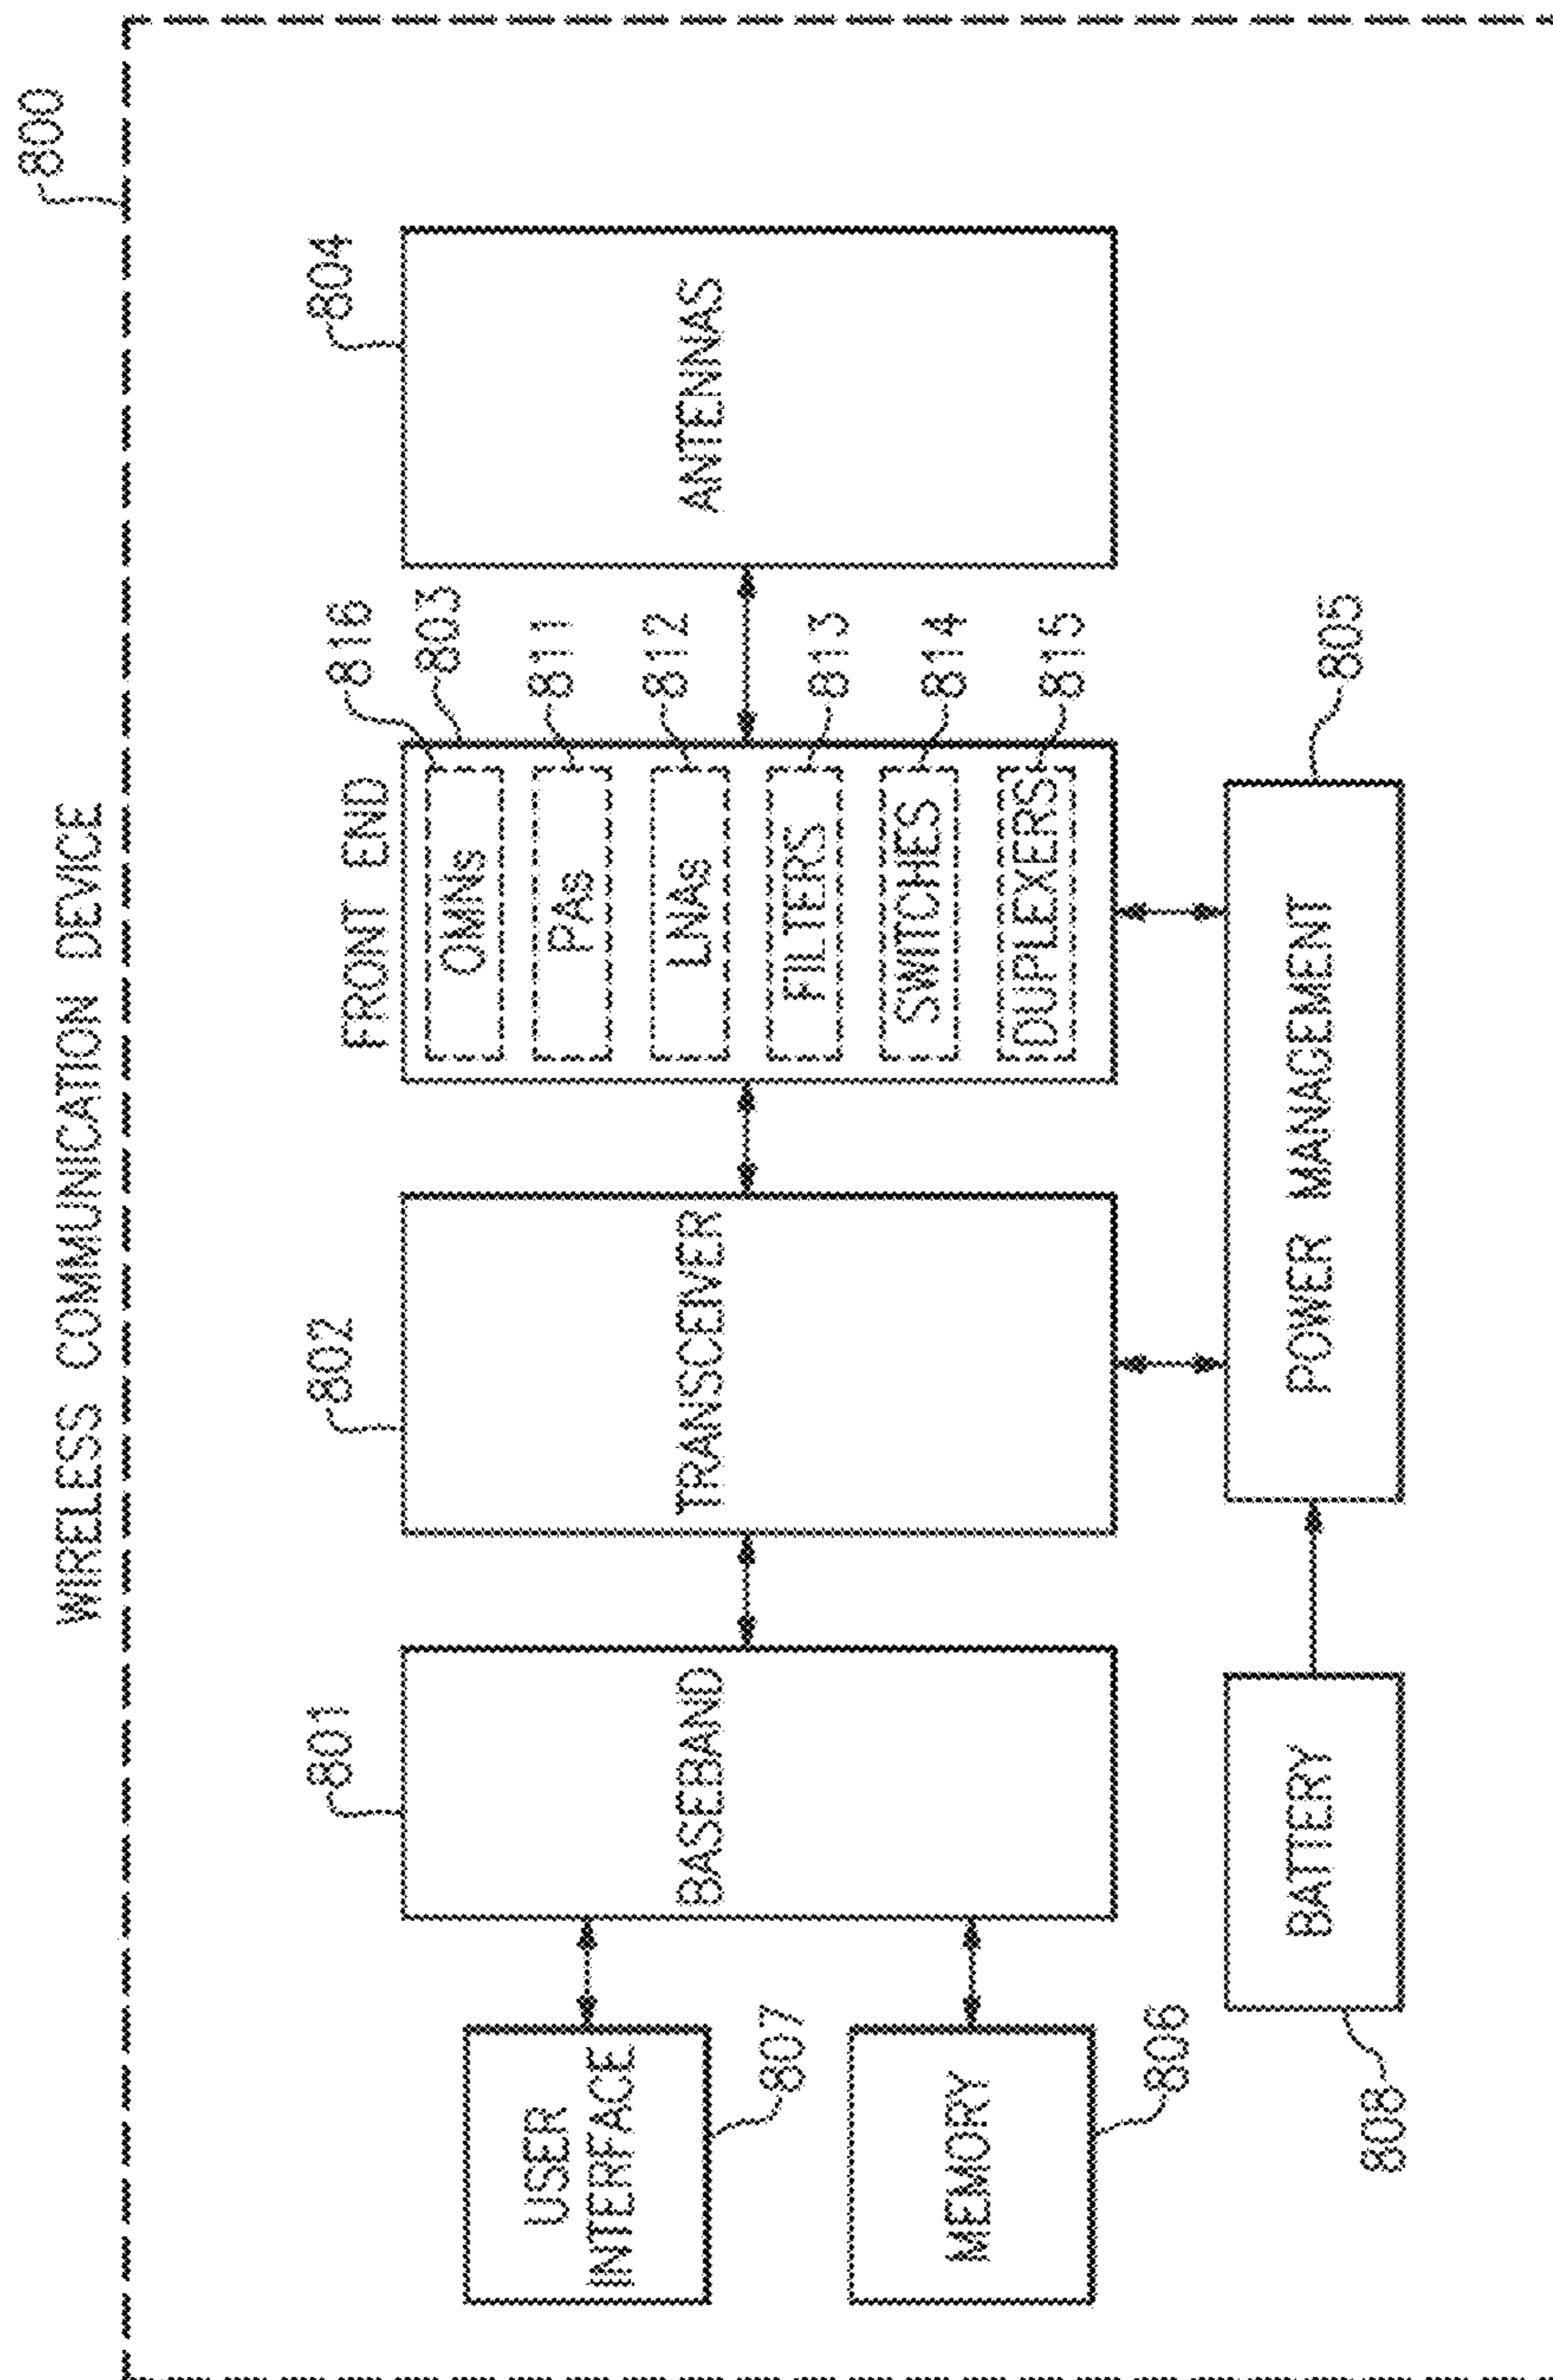 WIRELESS COMMUNICATION DEVICE
800
801
802
FRONT END
816
803
804
USER
INTERFACE
807
BASEBAND
TRANSCEIVER
OMNs
PAs
811
LNAs
812
FILTERS
813
SWITCHES
814
DUPLEXERS
815
ANTENNAS
MEMORY
806
BATTERY
808
POWER MANAGEMENT
805